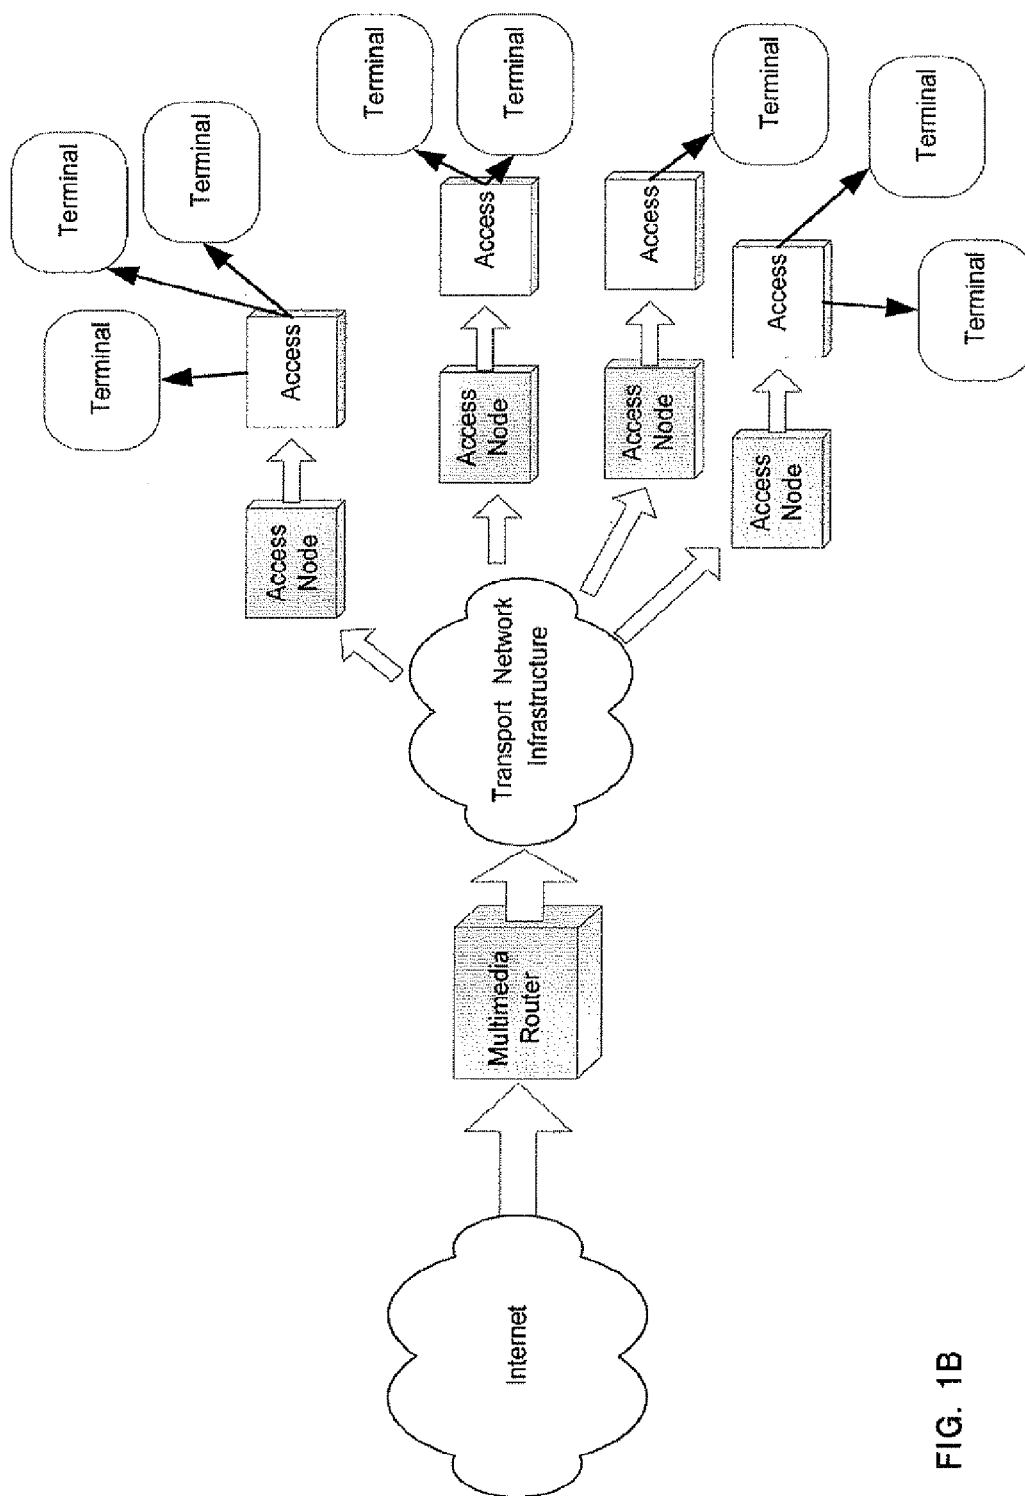 Internet
Multimedia
Router
Transport Network
Infrastructure
Access
Node
Access
Node
Access
Node
Access
Node
Access
Access
Access
Access
Terminal
Terminal
Terminal
Terminal
Terminal
Terminal
Terminal
Terminal
FIG. 1B